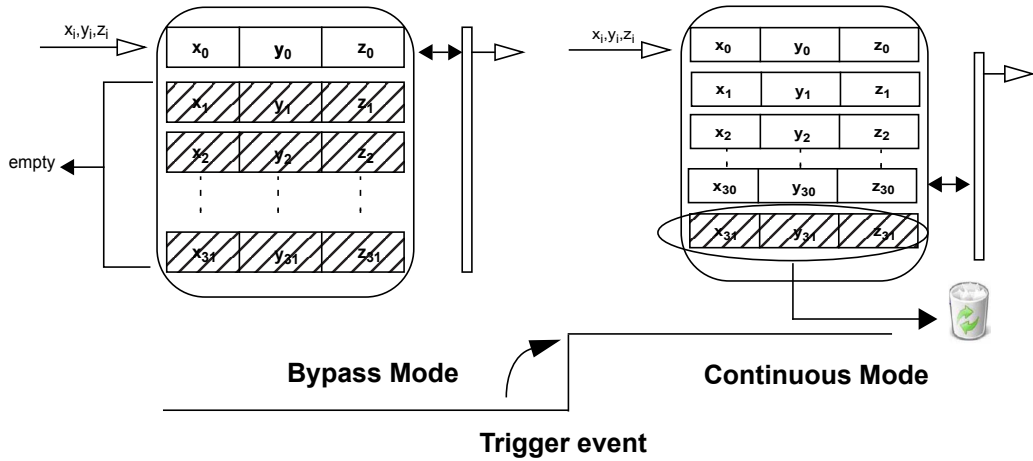 xᵢ,yᵢ,zᵢ
x₀ y₀ z₀
x₁ y₁ z₁
x₂ y₂ z₂
x₃₁ y₃₁ z₃₁
empty
xᵢ,yᵢ,zᵢ
x₀ y₀ z₀
x₁ y₁ z₁
x₂ y₂ z₂
x₃₀ y₃₀ z₃₀
x₃₁ y₃₁ z₃₁
Bypass Mode
Continuous Mode
Trigger event